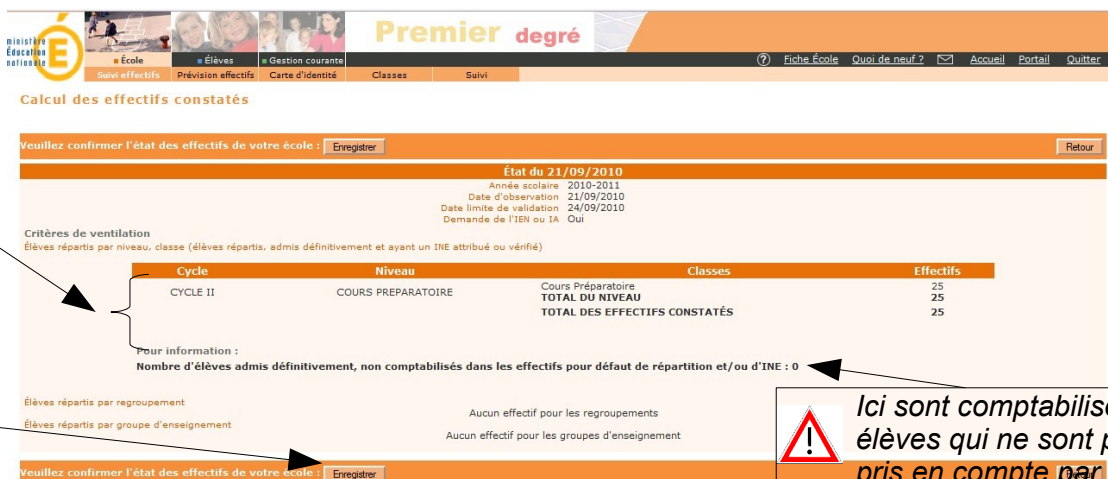 ministère
Éducation
nationale
Premier degré
École
Élèves
Gestion courante
? Fiche École Quoi de neuf ? Accueil Portail Quitter
Suivi effectifs Prévision effectifs Carte d'identité Classes Suivi
Calcul des effectifs constatés
Veuillez confirmer l'état des effectifs de votre école : Enregistrer Retour
État du 21/09/2010
Année scolaire 2010-2011
Date d'observation 21/09/2010
Date limite de validation 24/09/2010
Demande de l'IEN ou IA Oui
Critères de ventilation
Élèves répartis par niveau, classe (élèves répartis, admis définitivement et ayant un INE attribué ou vérifié)
Cycle Niveau Classes Effectifs
CYCLE II COURS PREPARATOIRE Cours Préparatoire 25
TOTAL DU NIVEAU 25
TOTAL DES EFFECTIFS CONSTATÉS 25
Pour information :
Nombre d'élèves admis définitivement, non comptabilisés dans les effectifs pour défaut de répartition et/ou d'INE : 0
Élèves répartis par regroupement Aucun effectif pour les regroupements
Élèves répartis par groupe d'enseignement Aucun effectif pour les groupes d'enseignement
Ici sont comptabilisé
élèves qui ne sont p
pris en compte par
Veuillez confirmer l'état des effectifs de votre école : Enregistrer